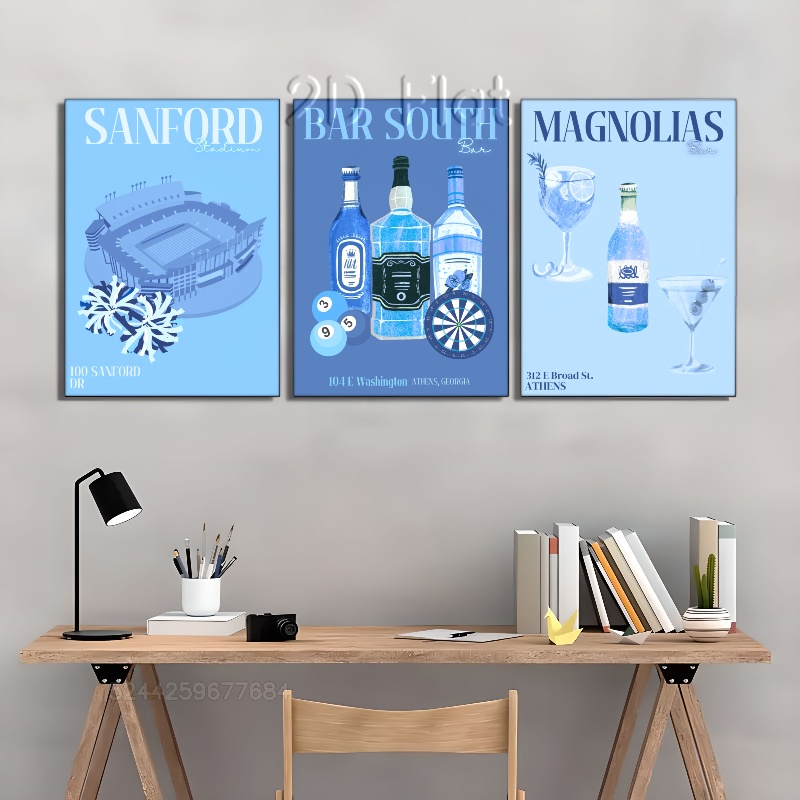 2D Flat
SANFORD
Stadium
100 SANFORD
DR
BAR SOUTH
Bar
3
5
9
104 E Washington ATHENS, GEORGIA
MAGNOLIAS
Bar
312 E Broad St.
ATHENS
3244259677684